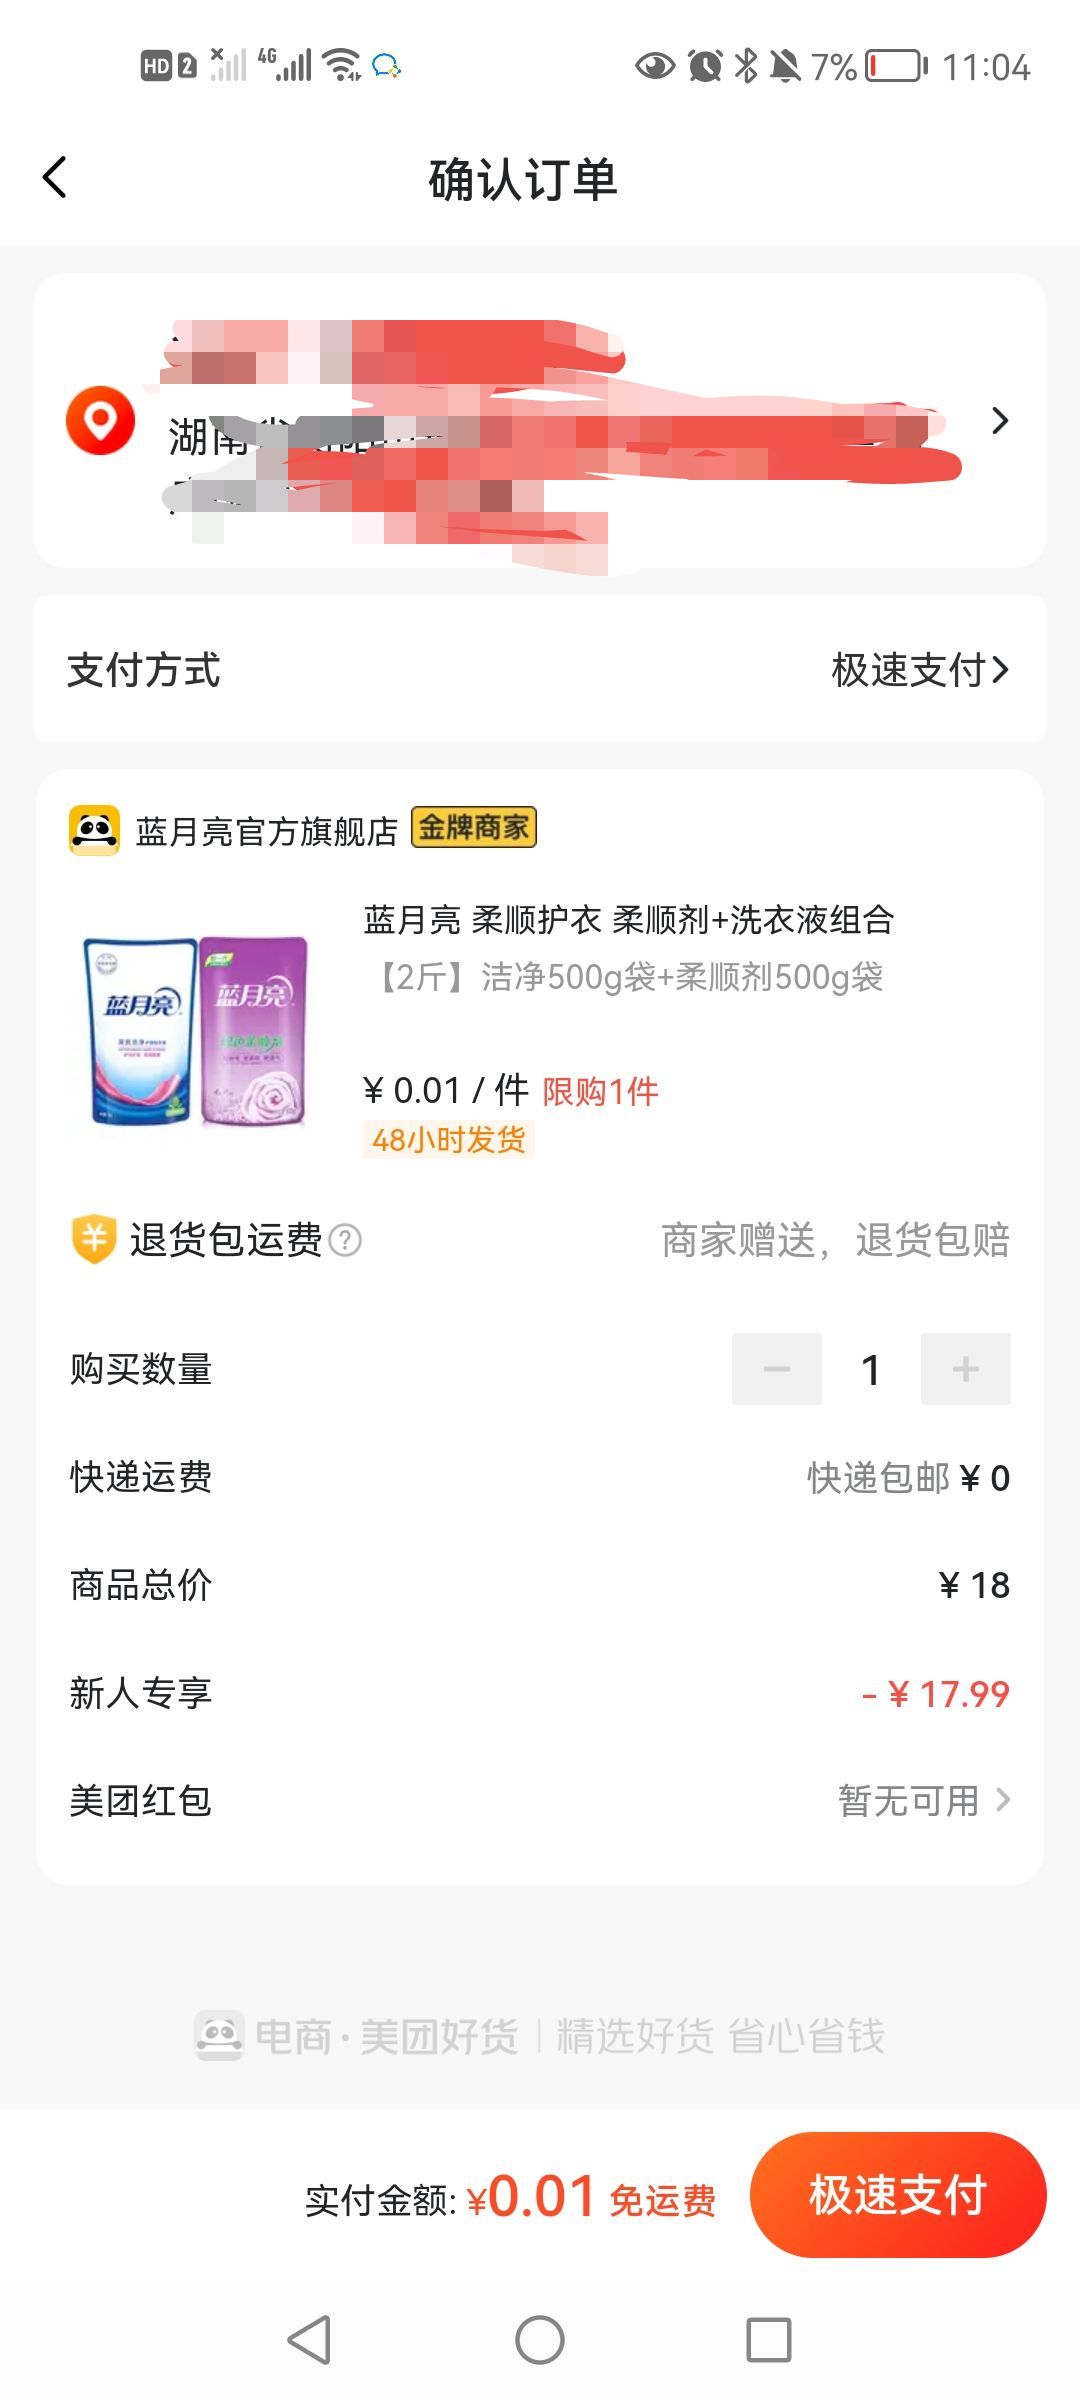 HD 2 4G 7% 11:04
确认订单
湖南
支付方式 极速支付
蓝月亮官方旗舰店 金牌商家
蓝月亮 柔顺护衣 柔顺剂+洗衣液组合
【2斤】洁净500g袋+柔顺剂500g袋
蓝月亮 蓝月亮
¥ 0.01 / 件 限购1件
48小时发货
退货包运费 ? 商家赠送，退货包赔
购买数量 － 1 +
快递运费 快递包邮 ¥ 0
商品总价 ¥ 18
新人专享 - ¥ 17.99
美团红包 暂无可用
电商·美团好货 | 精选好货 省心省钱
实付金额: ¥0.01 免运费 极速支付